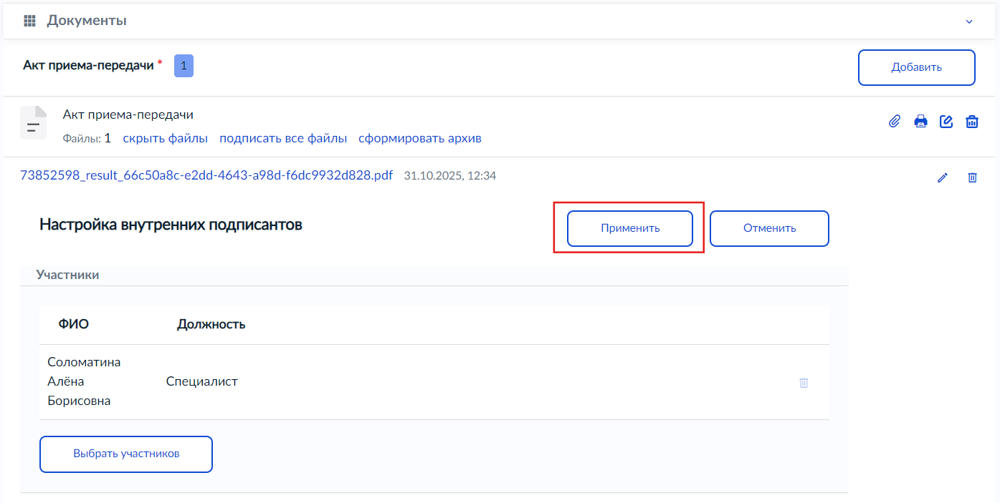 Документы
Акт приема-передачи * 1
Добавить
Акт приема-передачи
Файлы: 1 скрыть файлы подписать все файлы сформировать архив
73852598_result_66c50a8c-e2dd-4643-a98d-f6dc9932d828.pdf 31.10.2025, 12:34
Настройка внутренних подписантов
Применить
Отменить
Участники
ФИО Должность
Соломатина
Алёна
Борисовна
Специалист
Выбрать участников